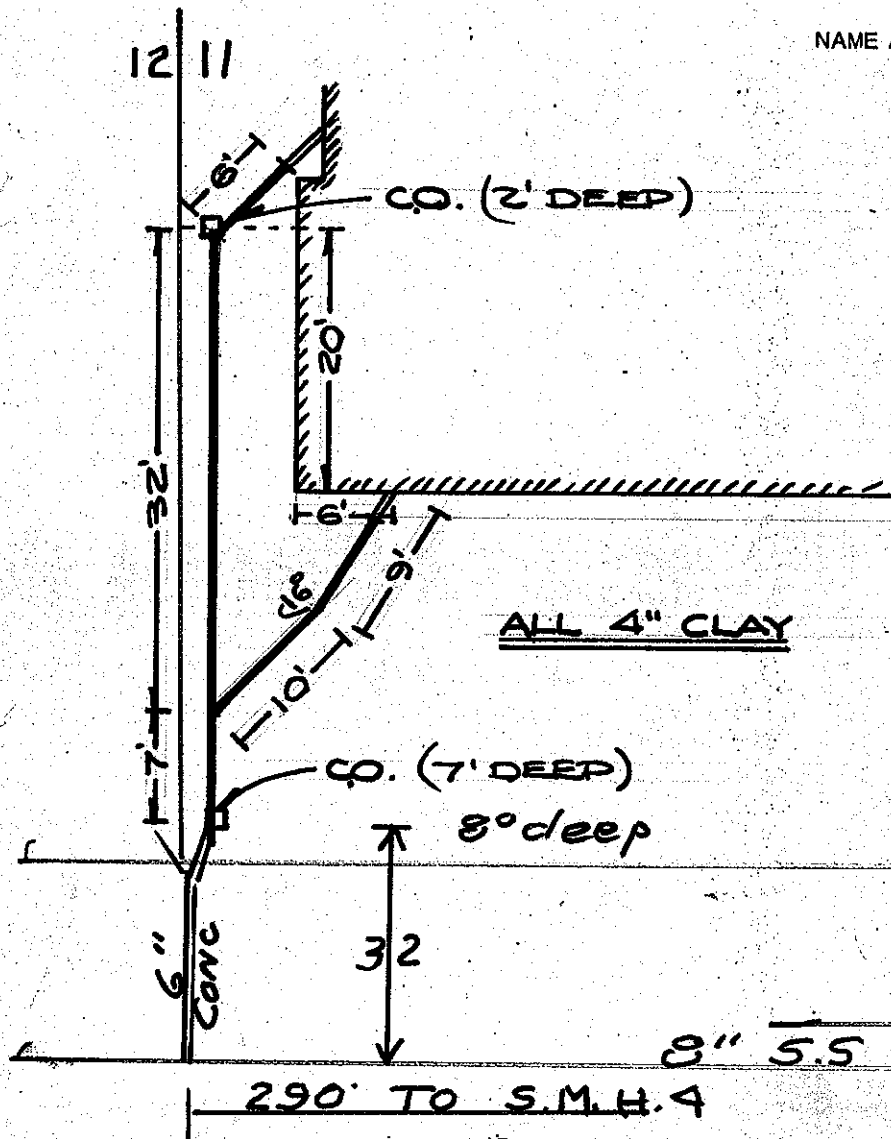 NAME
12 11
6'
C.O. (2' DEEP)
20'
32'
6'
9'
10'
ALL 4" CLAY
7'
C.O. (7' DEEP)
8° deep
32
6" CONC
8" S.S
290' TO S.M.H.4